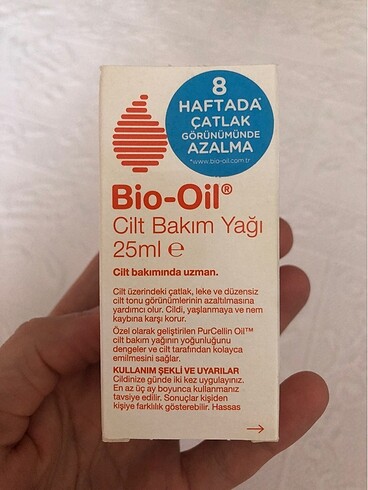 8
HAFTADA*
ÇATLAK
GÖRÜNÜMÜNDE
AZALMA
*www.bio-oil.com.tr
Bio-Oil®
Cilt Bakım Yağı
25ml ℮
Cilt bakımında uzman.
Cilt üzerindeki çatlak, leke ve düzensiz
cilt tonu görünümlerinin azaltılmasına
yardımcı olur. Cildi, yaşlanmaya ve nem
kaybına karşı korur.
Özel olarak geliştirilen PurCellin Oil™
cilt bakım yağının yoğunluğunu
dengeler ve cilt tarafından kolayca
emilmesini sağlar.
KULLANIM ŞEKLİ VE UYARILAR
Cildinize günde iki kez uygulayınız.
En az üç ay boyunca kullanmanız
tavsiye edilir. Sonuçlar kişiden
kişiye farklılık gösterebilir. Hassas